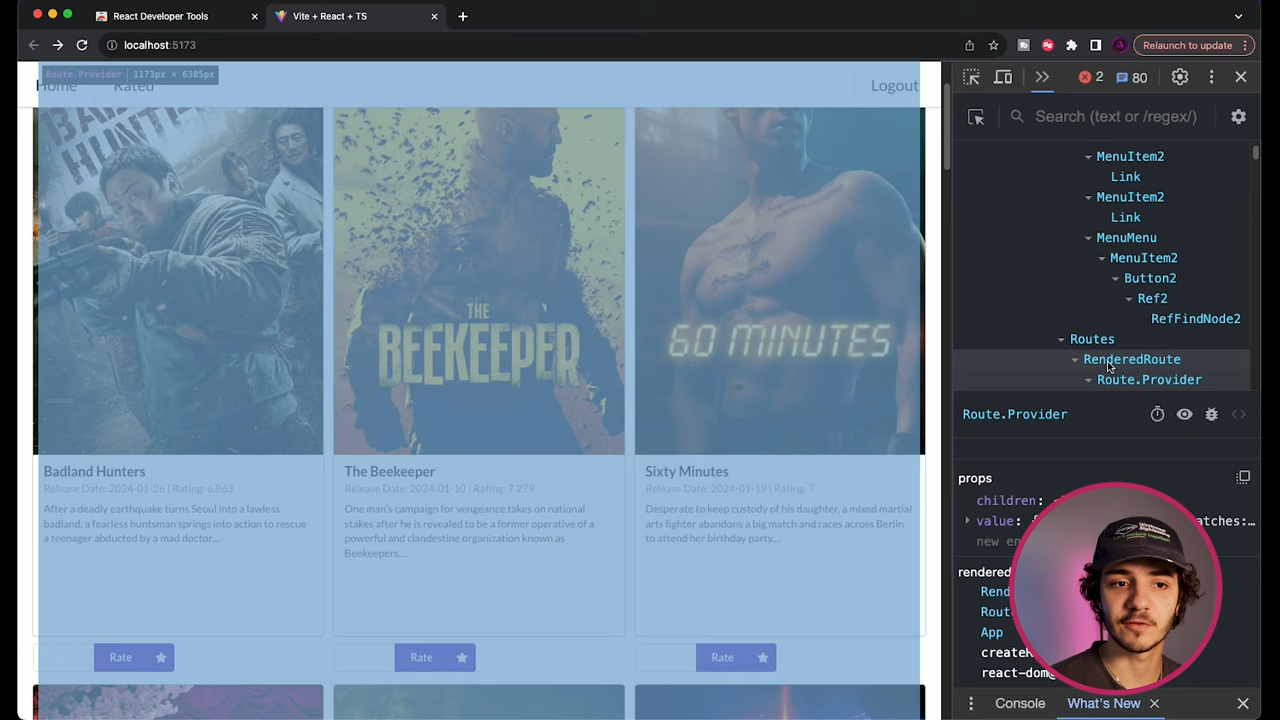 React Developer Tools
Vite + React + TS
localhost:5173
Relaunch to update
Route.Provider | 1173px × 6305px
Home
Rated
Logout
2
80
Search (text or /regex/)
MenuItem2
Link
MenuItem2
Link
MenuMenu
MenuItem2
Button2
Ref2
RefFindNode2
Routes
RenderedRoute
Route.Provider
Route.Provider
props
children:
value:
atches:…
new
rendered
App
THE
BEEKEEPER
60 MINUTES
Badland Hunters
Release Date: 2024-01-26 | Rating: 6.863
After a deadly earthquake turns Seoul into a lawless
badland, a fearless huntsman springs into action to rescue
a teenager abducted by a mad doctor....
The Beekeeper
Release Date: 2024-01-10 | Rating: 7.279
One man's campaign for vengeance takes on national
stakes after he is revealed to be a former operative of a
powerful and clandestine organization known as
Beekeepers....
Sixty Minutes
Release Date: 2024-01-19 | Rating: 7
Desperate to keep custody of his daughter, a mixed martial
arts fighter abandons a big match and races across Berlin
to attend her birthday party....
Rate
Rate
Rate
Console
What's New